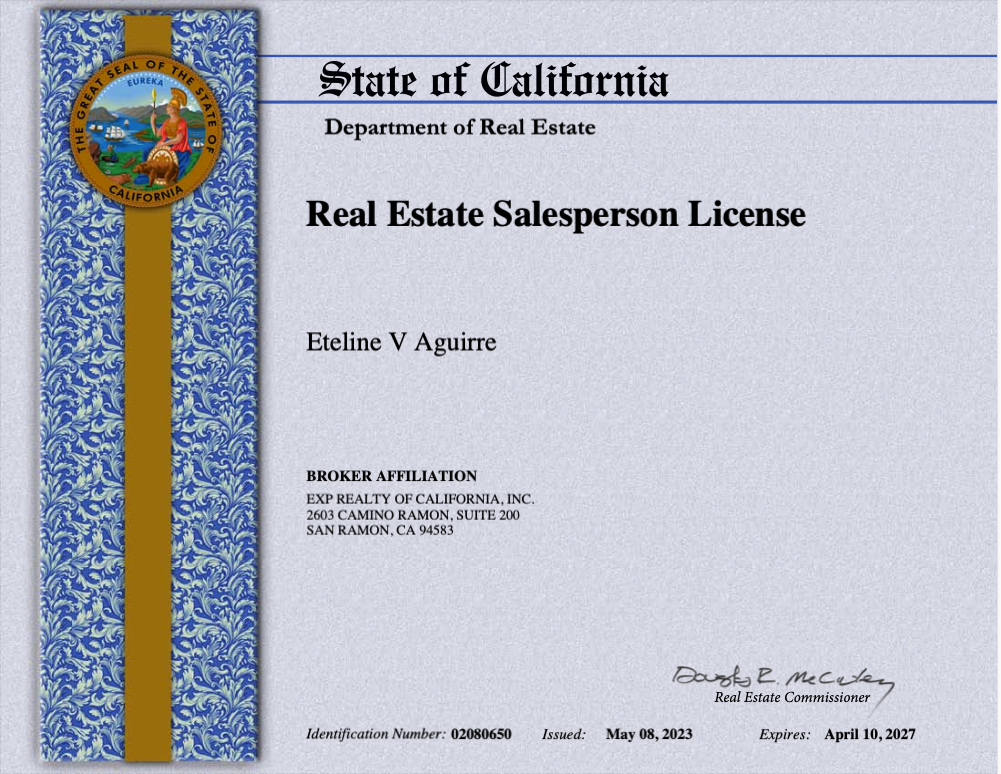 THE GREAT SEAL OF THE STATE OF CALIFORNIA
EUREKA
State of California
Department of Real Estate
Real Estate Salesperson License
Eteline V Aguirre
BROKER AFFILIATION
EXP REALTY OF CALIFORNIA, INC.
2603 CAMINO RAMON, SUITE 200
SAN RAMON, CA 94583
Real Estate Commissioner
Identification Number: 02080650 Issued: May 08, 2023 Expires: April 10, 2027